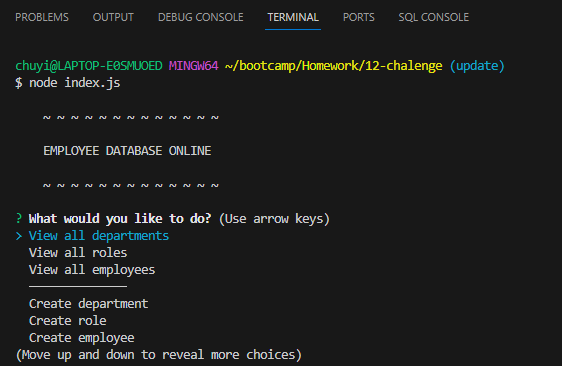 PROBLEMS OUTPUT DEBUG CONSOLE TERMINAL PORTS SQL CONSOLE
chuyi@LAPTOP-E0SMUOED MINGW64 ~/bootcamp/Homework/12-chalenge (update)
$ node index.js
~ ~ ~ ~ ~ ~ ~ ~ ~ ~ ~ ~ ~
EMPLOYEE DATABASE ONLINE
~ ~ ~ ~ ~ ~ ~ ~ ~ ~ ~ ~ ~
? What would you like to do? (Use arrow keys)
> View all departments
View all roles
View all employees
──────────────
Create department
Create role
Create employee
(Move up and down to reveal more choices)